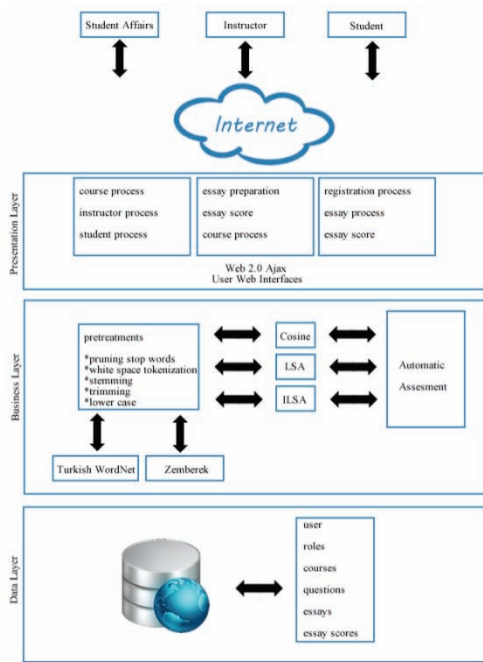 Student Affairs
Instructor
Student
Internet
Presentation Layer
course process
instructor process
student process
essay preparation
essay score
course process
registration process
essay process
essay score
Web 2.0 Ajax
User Web Interfaces
Business Layer
pretreatments
*pruning stop words
*white space tokenization
*stemming
*trimming
*lower case
Cosine
LSA
ILSA
Automatic
Assesment
Turkish WordNet
Zemberek
Data Layer
user
roles
courses
questions
essays
essay scores